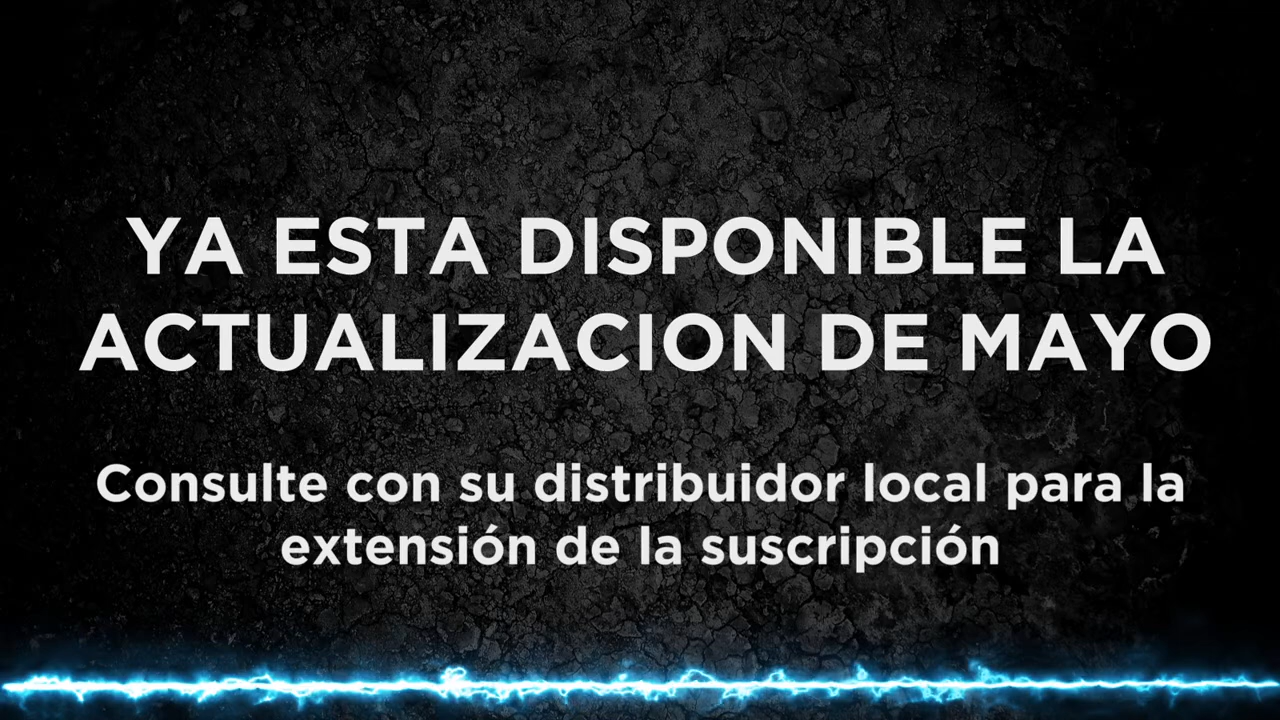 YA ESTA DISPONIBLE LA
ACTUALIZACION DE MAYO
Consulte con su distribuidor local para la
extensión de la suscripción